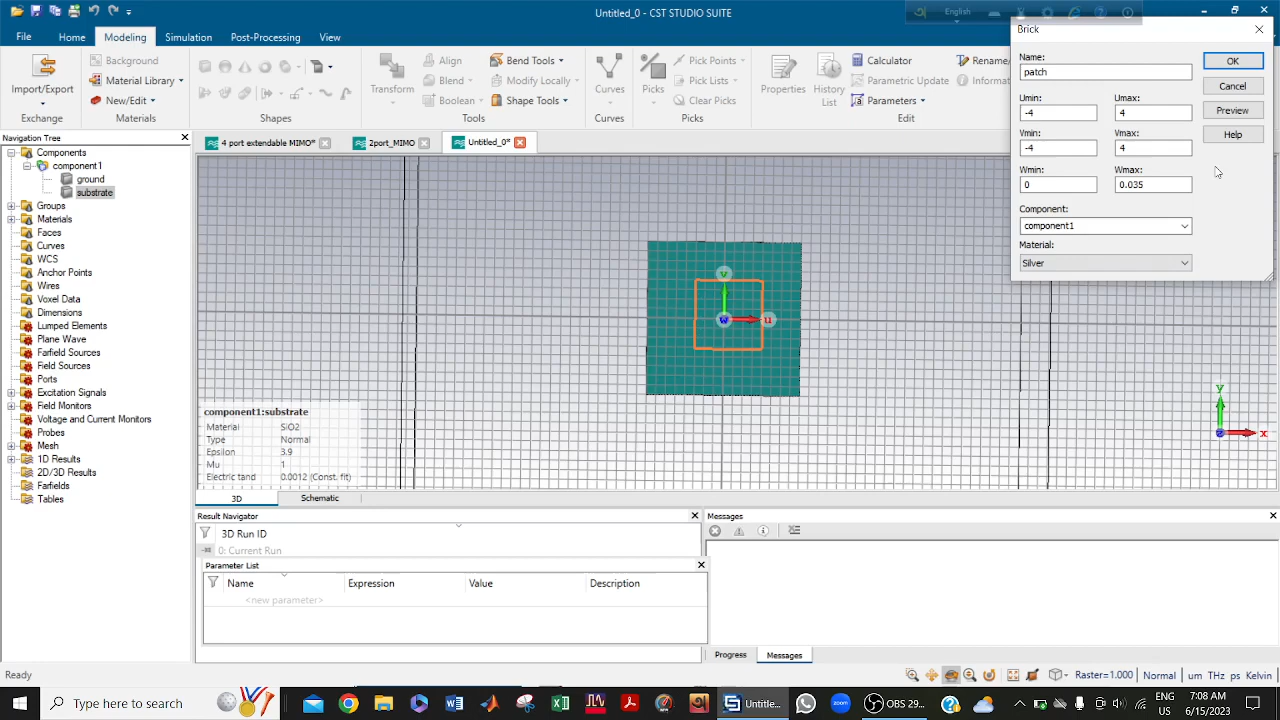 Untitled_0* - CST STUDIO SUITE
English
File
Home
Modeling
Simulation
Post-Processing
View
Import/Export
Exchange
Background
Material Library
New/Edit
Materials
Shapes
Transform
Align
Blend
Boolean
Bend Tools
Modify Locally
Shape Tools
Tools
Curves
Curves
Picks
Pick Points
Pick Lists
Clear Picks
Picks
Properties
History
List
Calculator
Parametric Update
Parameters
Edit
Brick
Name:
patch
OK
Cancel
Preview
Help
Umin:
Umax:
-4
4
Vmin:
Vmax:
-4
4
Wmin:
Wmax:
0
0.035
Component:
component1
Material:
Silver
Navigation Tree
Components
component1
ground
substrate
Groups
Materials
Faces
Curves
WCS
Anchor Points
Wires
Voxel Data
Dimensions
Lumped Elements
Plane Wave
Farfield Sources
Field Sources
Ports
Excitation Signals
Field Monitors
Voltage and Current Monitors
Probes
Mesh
1D Results
2D/3D Results
Farfields
Tables
4 port extendable MIMO*
2port_MIMO
Untitled_0*
v
w
u
component1:substrate
Material SiO2
Type Normal
Epsilon 3.9
Mu 1
Electric tand 0.0012 (Const. fit)
y
x
3D
Schematic
Result Navigator
3D Run ID
0: Current Run
Parameter List
Name
Expression
Value
Description
<new parameter>
Messages
Progress
Messages
Ready
Raster=1.000
Normal
um THz ps Kelvin
Type here to search
Untitle...
OBS 29...
ENG
US
7:08 AM
6/15/2023